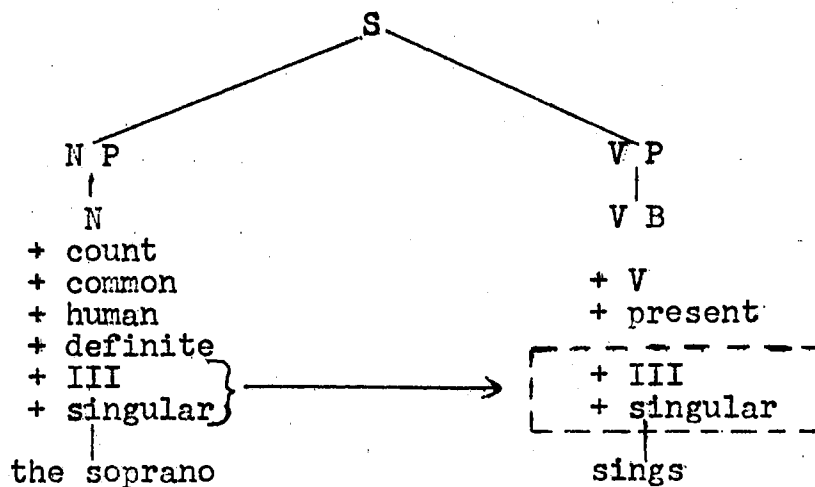 S
N P V P
N V B
+ count
+ common + V
+ human + present
+ definite
+ III + III
+ singular + singular
the soprano sings